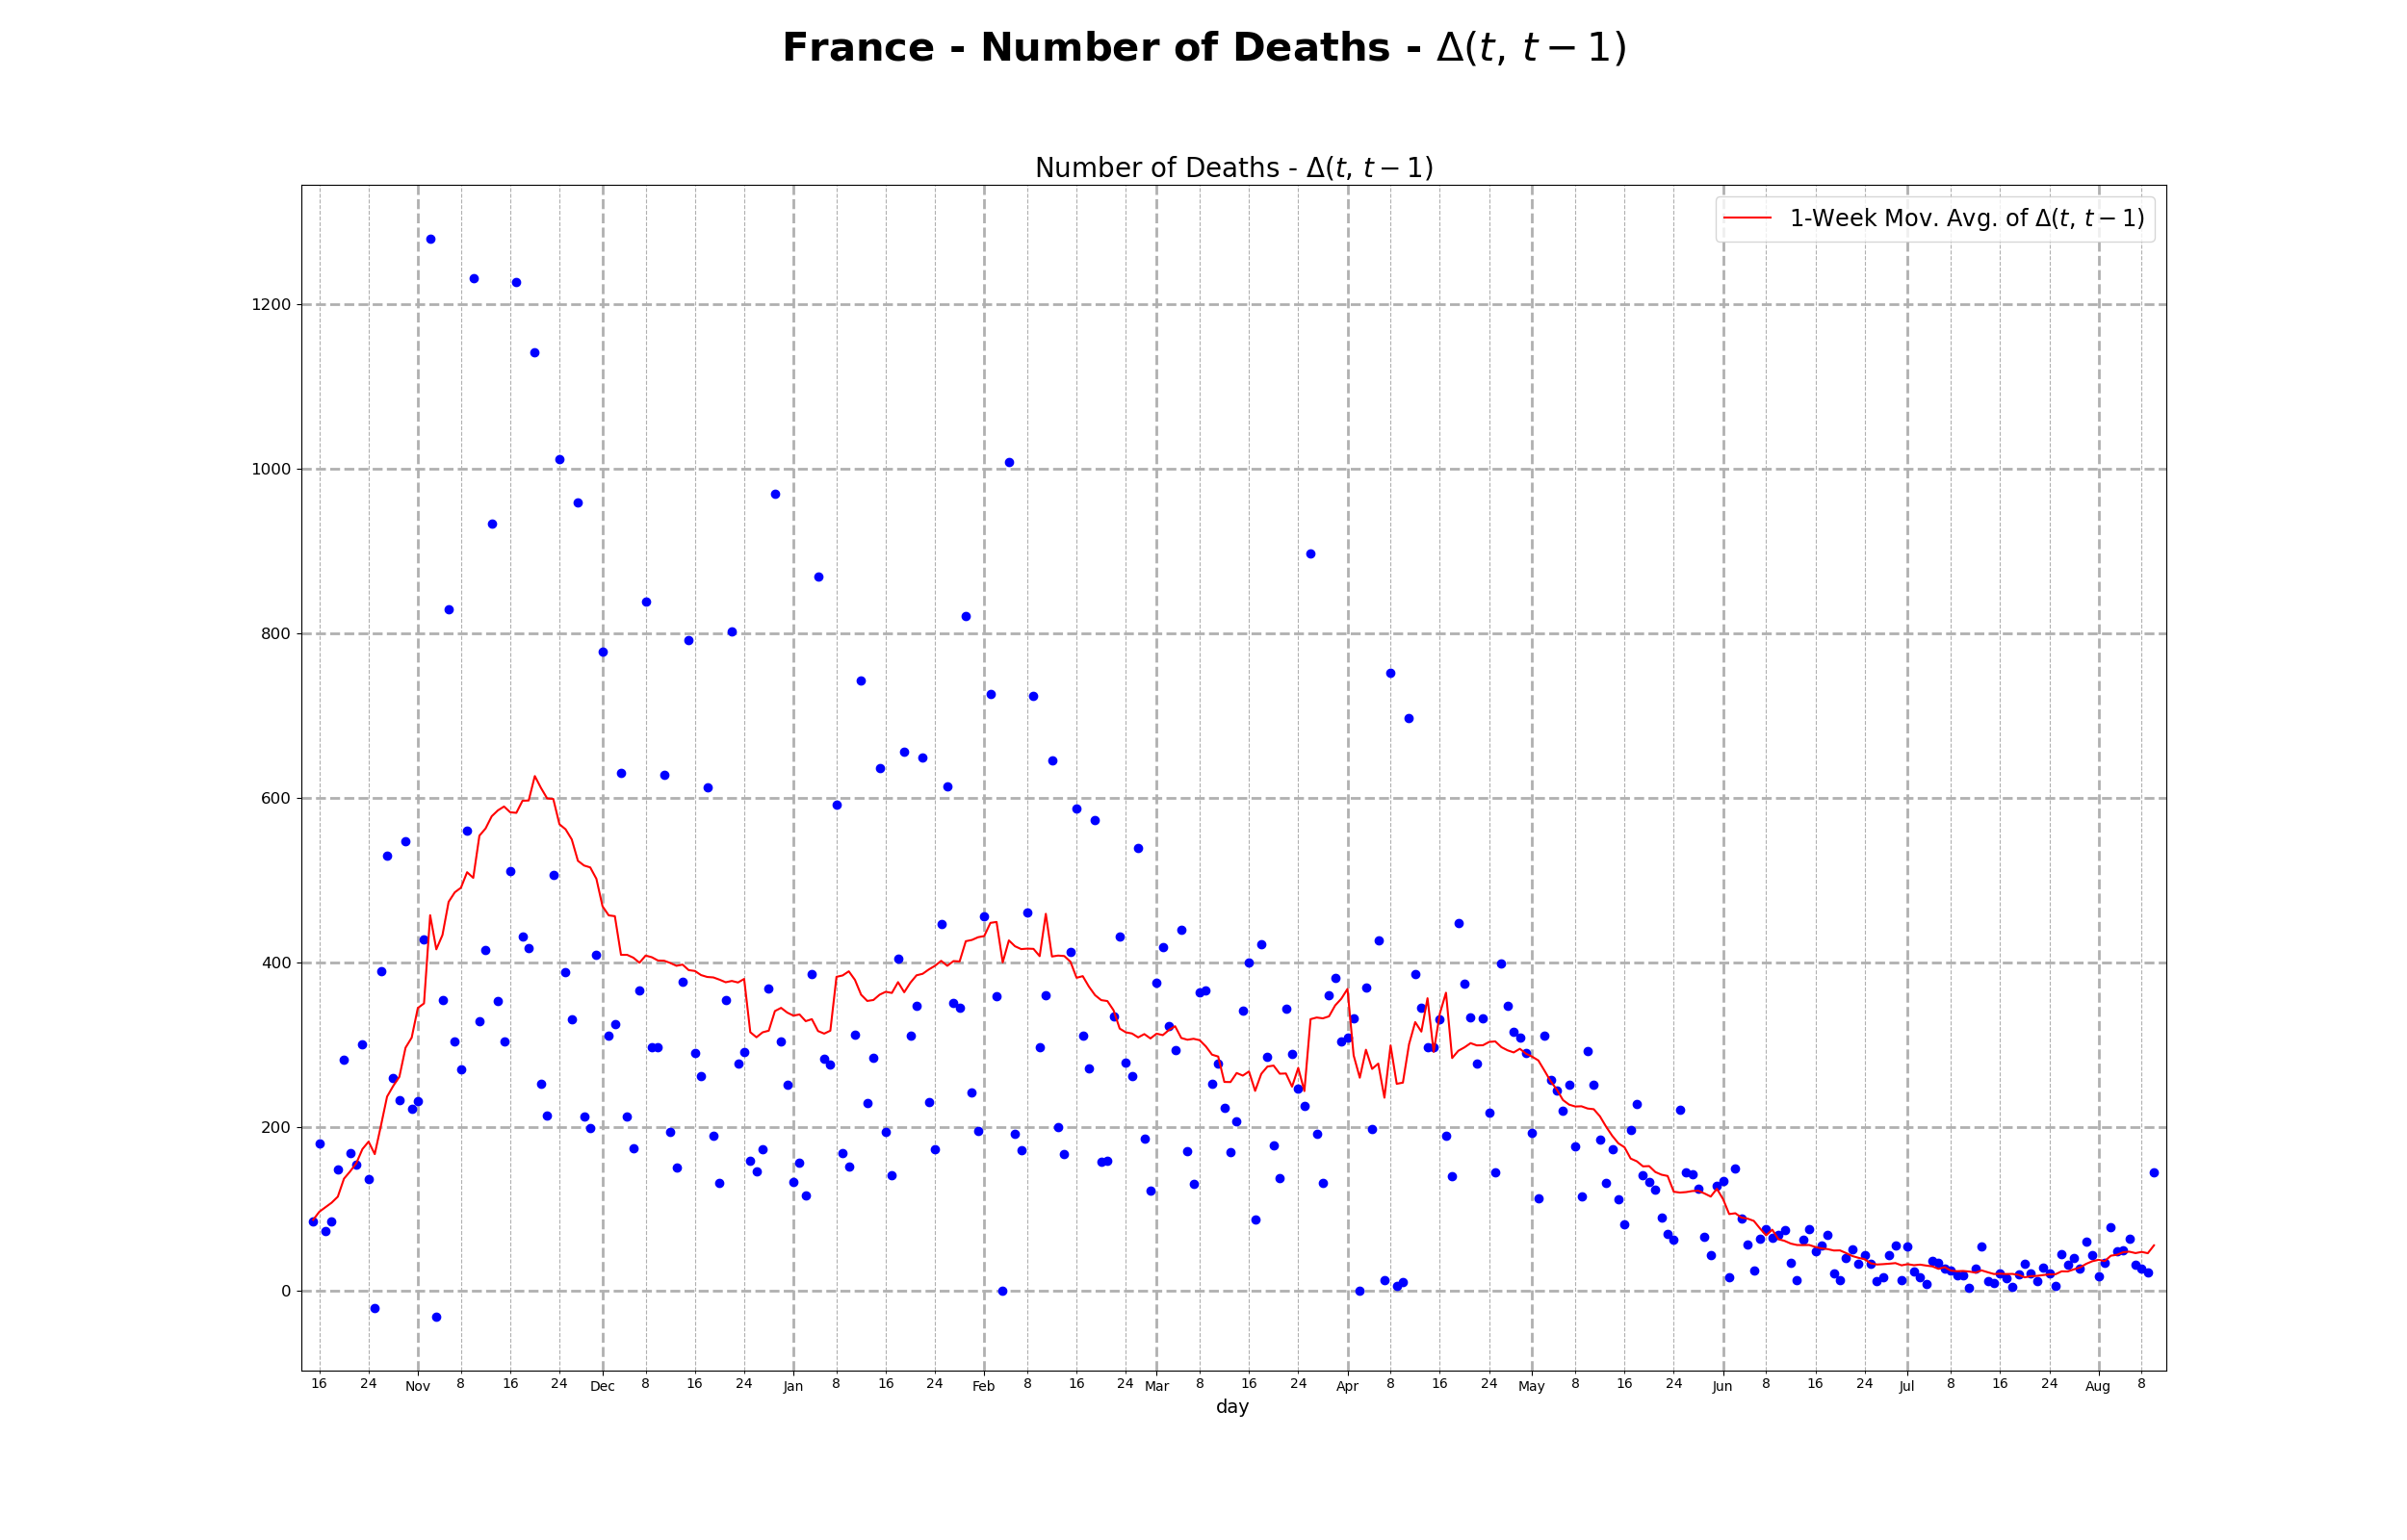 France - Number of Deaths - Δ(t, t − 1)
Number of Deaths - Δ(t, t − 1)
1-Week Mov. Avg. of Δ(t, t − 1)
1200
1000
800
600
400
200
0
16 24 Nov 8 16 24 Dec 8 16 24 Jan 8 16 24 Feb 8 16 24 Mar 8 16 24 Apr 8 16 24 May 8 16 24 Jun 8 16 24 Jul 8 16 24 Aug 8
day